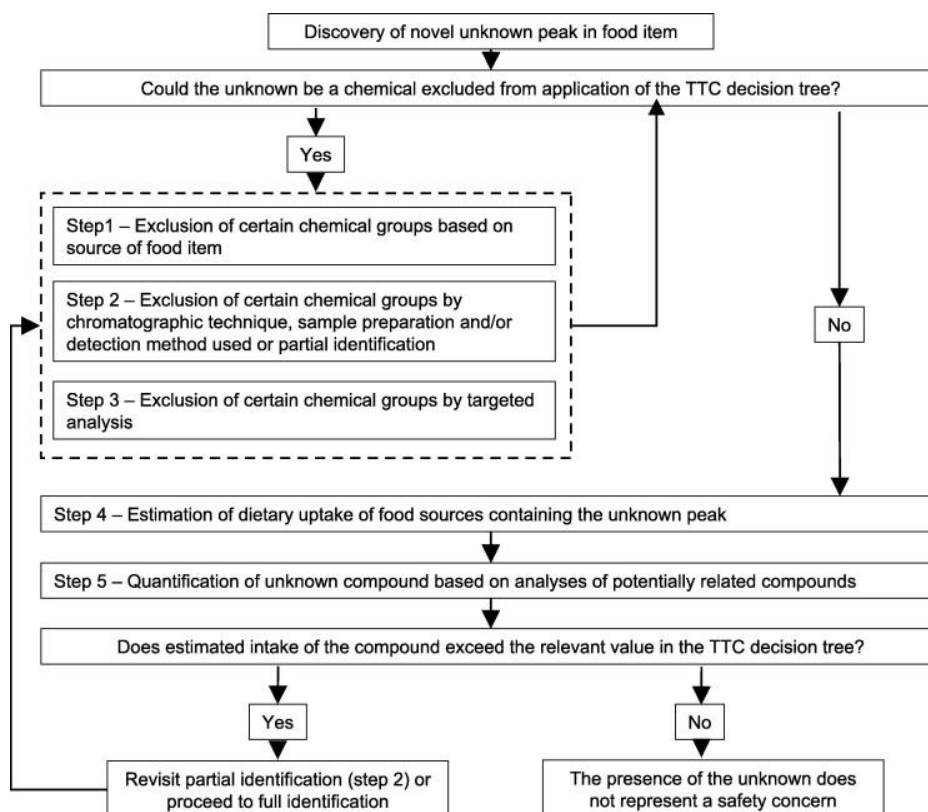 Discovery of novel unknown peak in food item
Could the unknown be a chemical excluded from application of the TTC decision tree?
Yes
Step1 – Exclusion of certain chemical groups based on
source of food item
Step 2 – Exclusion of certain chemical groups by
chromatographic technique, sample preparation and/or
detection method used or partial identification
No
Step 3 – Exclusion of certain chemical groups by targeted
analysis
Step 4 – Estimation of dietary uptake of food sources containing the unknown peak
Step 5 – Quantification of unknown compound based on analyses of potentially related compounds
Does estimated intake of the compound exceed the relevant value in the TTC decision tree?
Yes
No
Revisit partial identification (step 2) or
proceed to full identification
The presence of the unknown does
not represent a safety concern